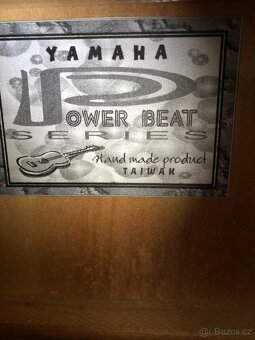 YAMAHA
POWER BEAT
SERIES
Hand made product
TAIWAN
© Bazos.cz